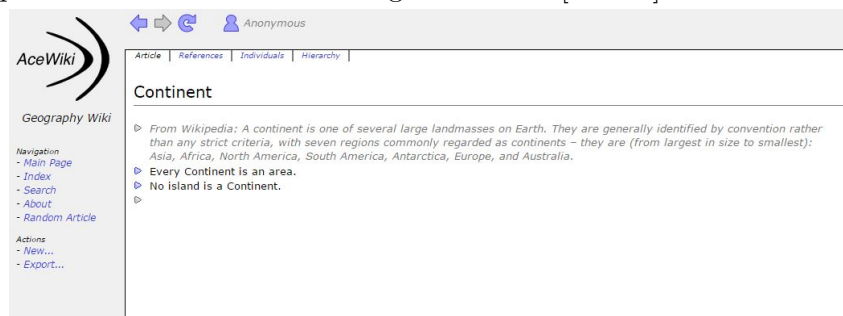 Anonymous
AceWiki
Article | References | Individuals | Hierarchy |
Continent
Geography Wiki
Navigation
- Main Page
- Index
- Search
- About
- Random Article
Actions
- New...
- Export...
From Wikipedia: A continent is one of several large landmasses on Earth. They are generally identified by convention rather
than any strict criteria, with seven regions commonly regarded as continents – they are (from largest in size to smallest):
Asia, Africa, North America, South America, Antarctica, Europe, and Australia.
Every Continent is an area.
No island is a Continent.